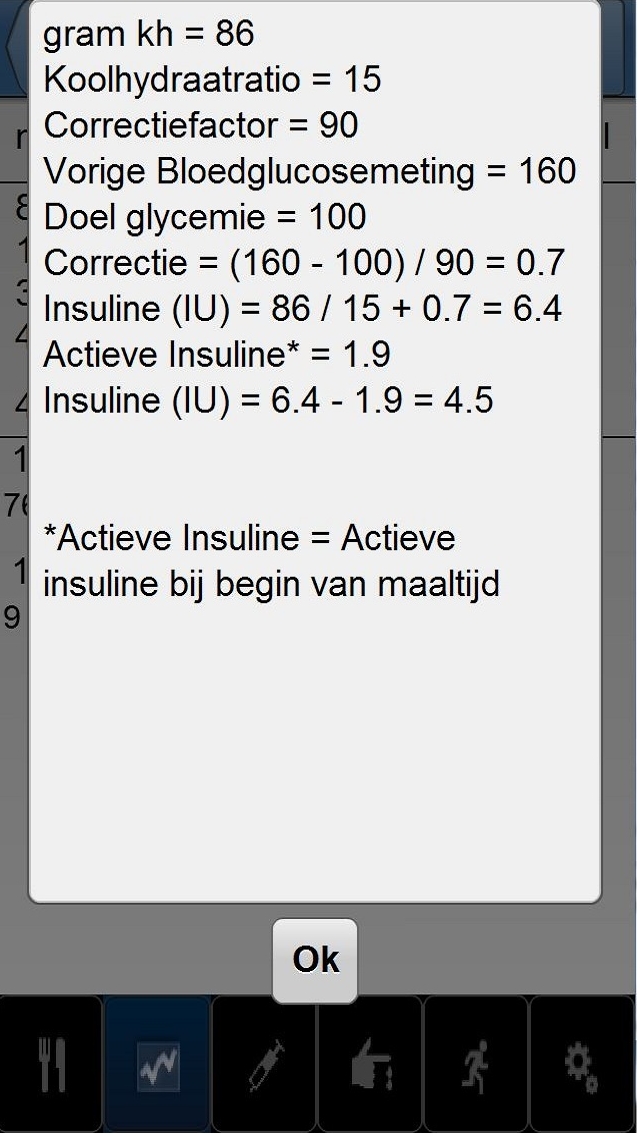 gram kh = 86
Koolhydraatratio = 15
Correctiefactor = 90
Vorige Bloedglucosemeting = 160
Doel glycemie = 100
Correctie = (160 - 100) / 90 = 0.7
Insuline (IU) = 86 / 15 + 0.7 = 6.4
Actieve Insuline* = 1.9
Insuline (IU) = 6.4 - 1.9 = 4.5
*Actieve Insuline = Actieve
insuline bij begin van maaltijd
Ok